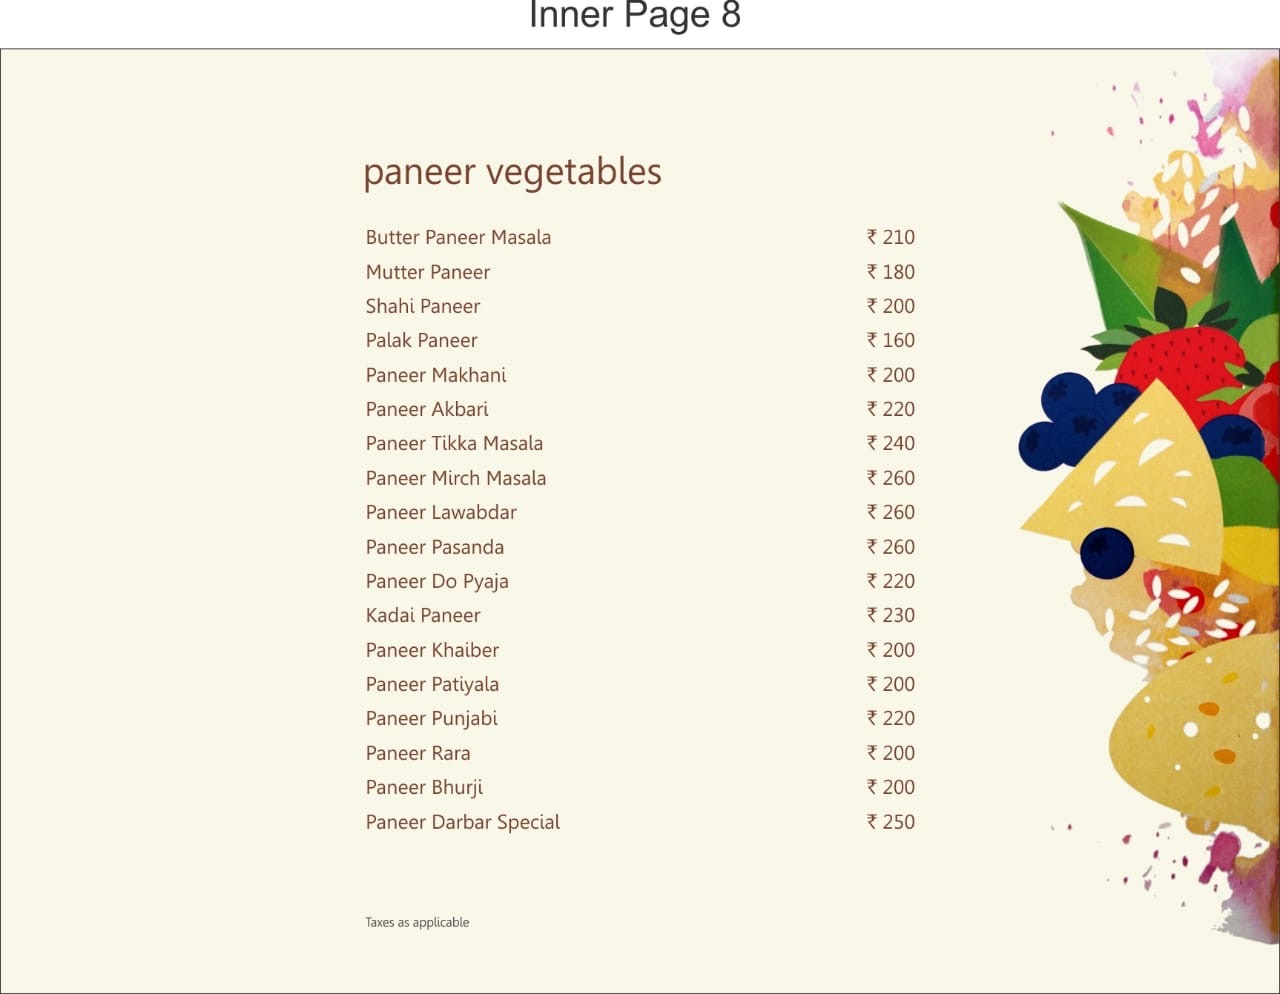 Inner Page 8
paneer vegetables
Butter Paneer Masala ₹ 210
Mutter Paneer ₹ 180
Shahi Paneer ₹ 200
Palak Paneer ₹ 160
Paneer Makhani ₹ 200
Paneer Akbari ₹ 220
Paneer Tikka Masala ₹ 240
Paneer Mirch Masala ₹ 260
Paneer Lawabdar ₹ 260
Paneer Pasanda ₹ 260
Paneer Do Pyaja ₹ 220
Kadai Paneer ₹ 230
Paneer Khaiber ₹ 200
Paneer Patiyala ₹ 200
Paneer Punjabi ₹ 220
Paneer Rara ₹ 200
Paneer Bhurji ₹ 200
Paneer Darbar Special ₹ 250
Taxes as applicable